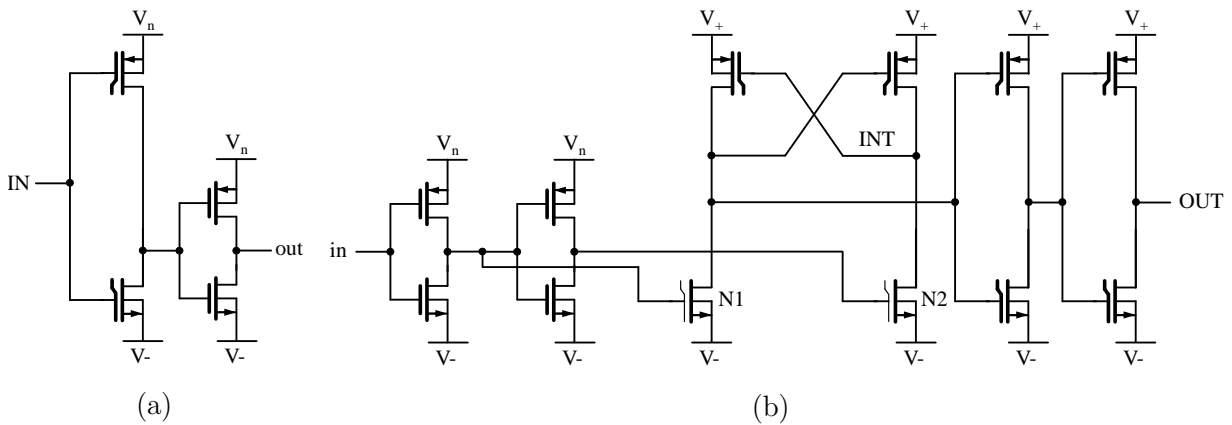 Vn
IN
Vn
out
V-
V-
(a)
V+
V+
V+
V+
INT
Vn
Vn
in
OUT
N1
N2
V-
V-
V-
V-
V-
V-
(b)